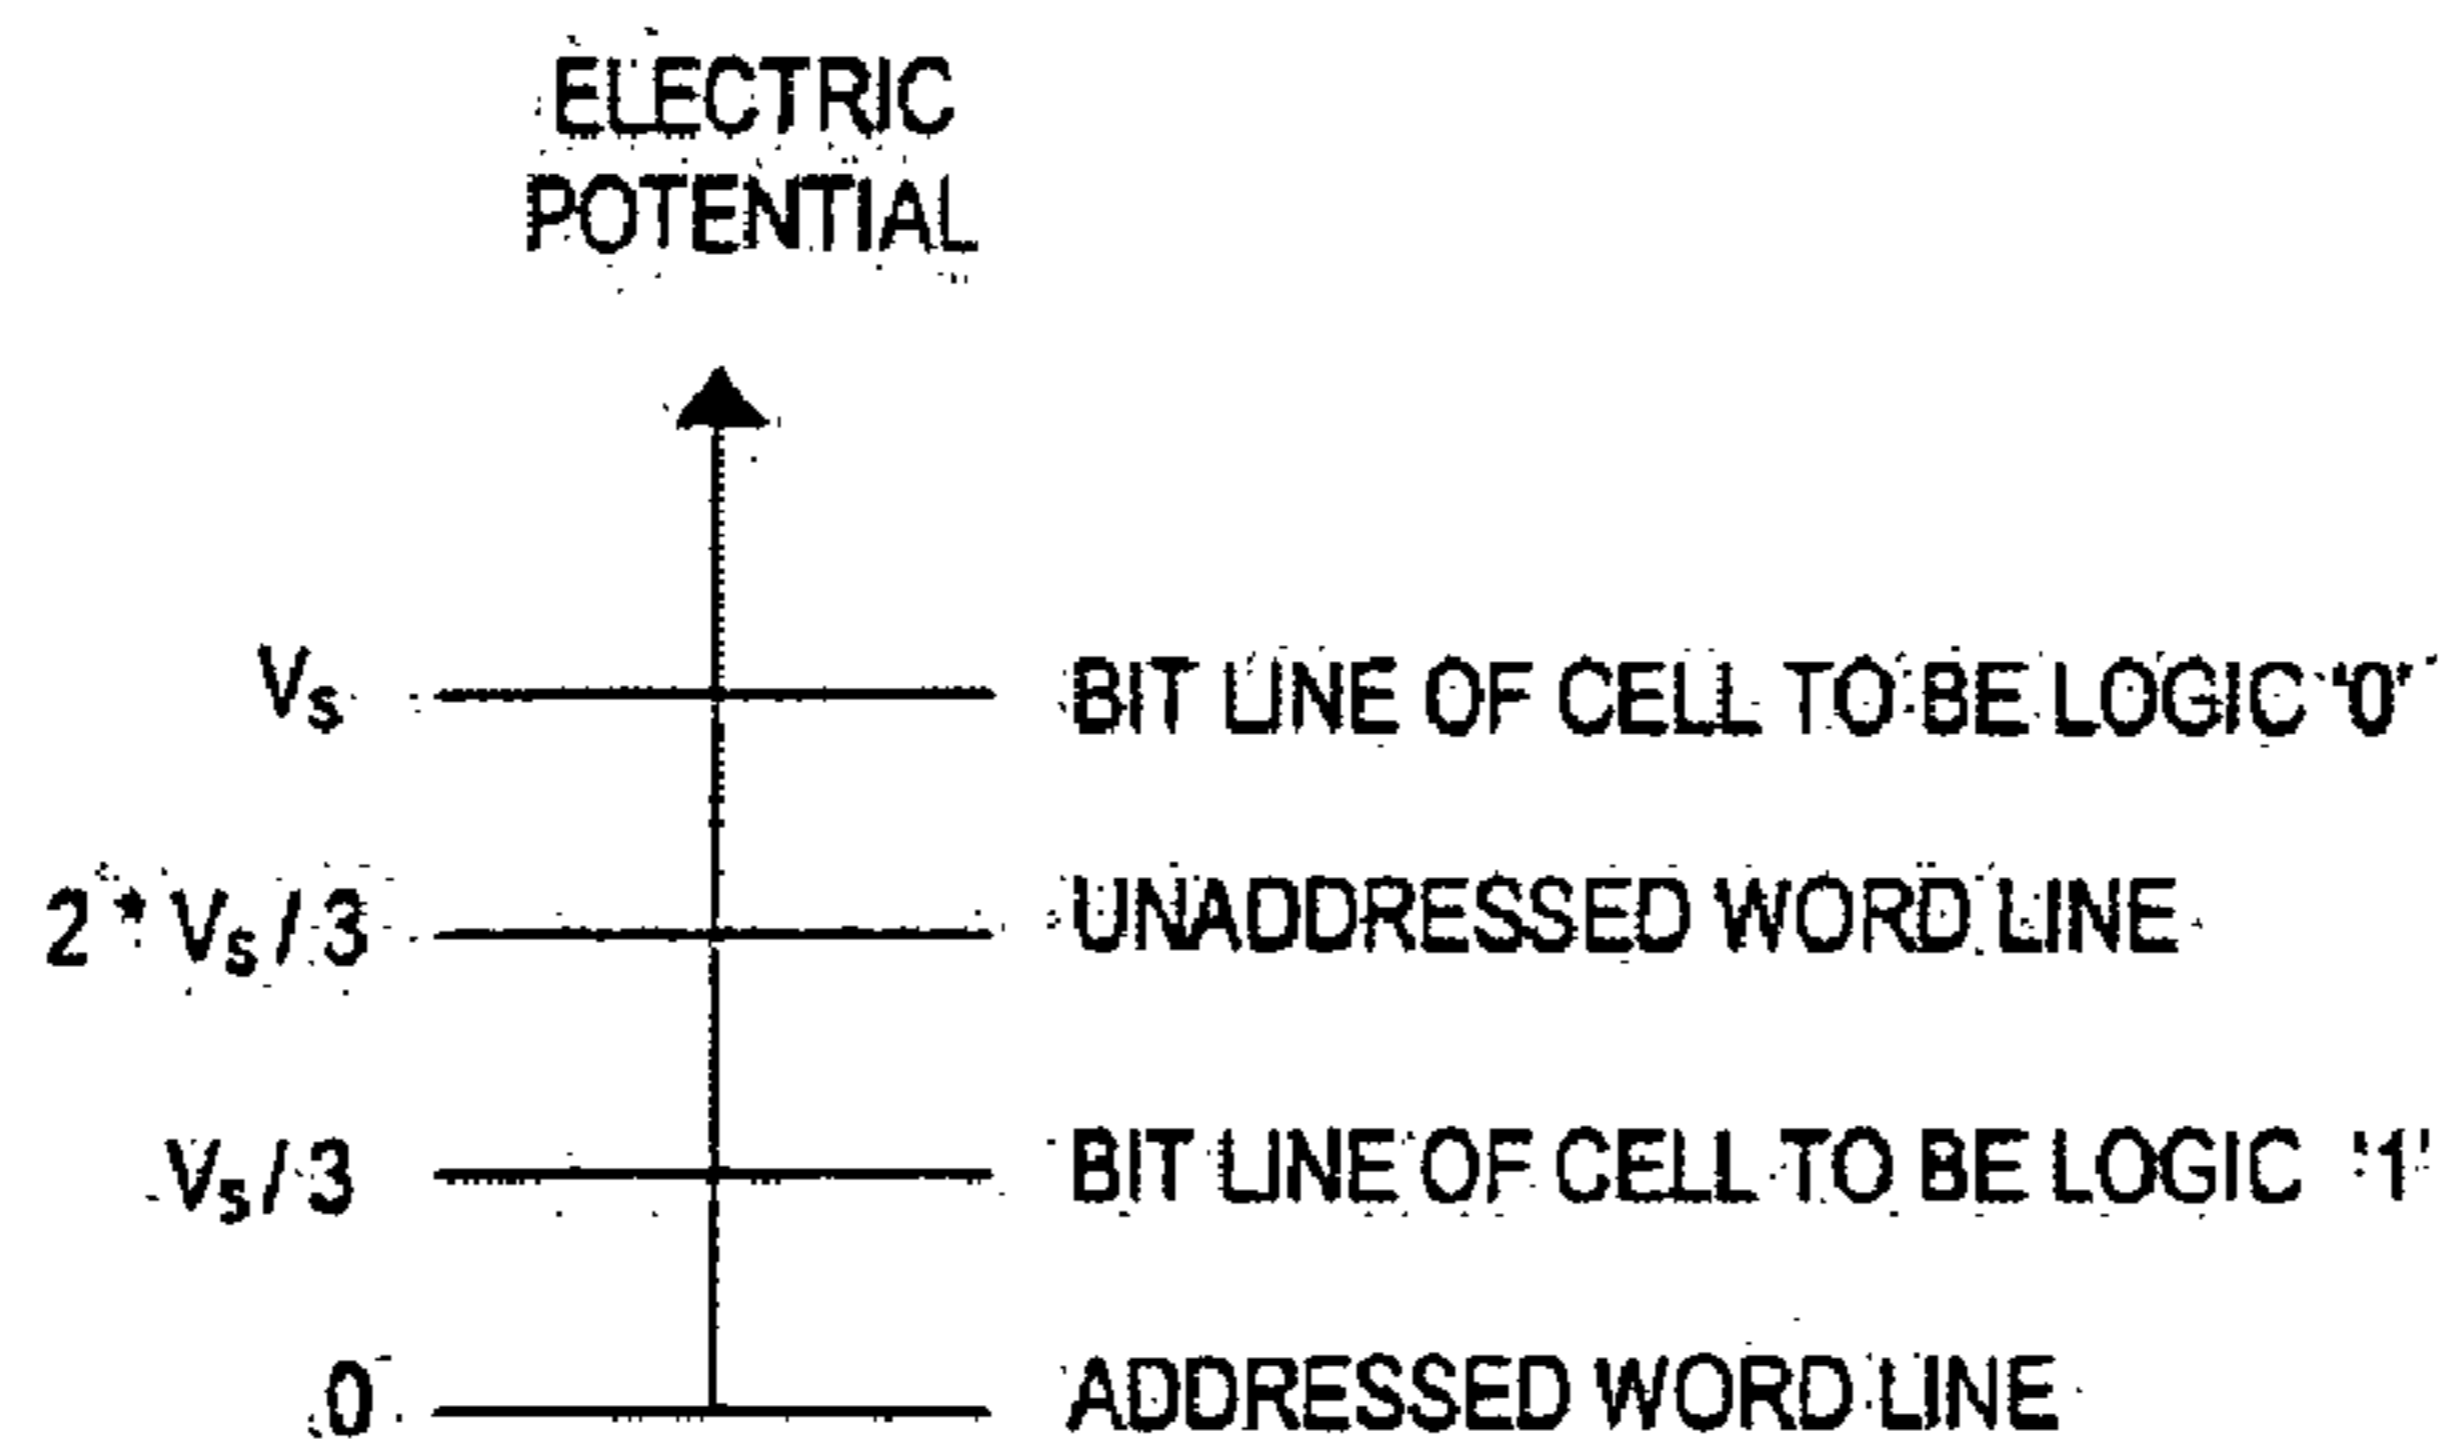 ELECTRIC
POTENTIAL
Vs BIT LINE OF CELL TO BE LOGIC '0'
2 * Vs / 3 UNADDRESSED WORD LINE
Vs / 3 BIT LINE OF CELL TO BE LOGIC '1'
0 ADDRESSED WORD LINE